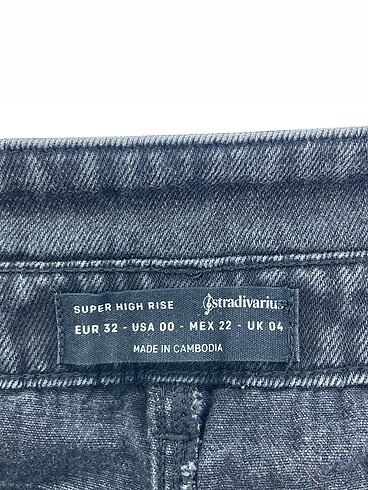 SUPER HIGH RISE stradivarius
EUR 32 - USA 00 - MEX 22 - UK 04
MADE IN CAMBODIA